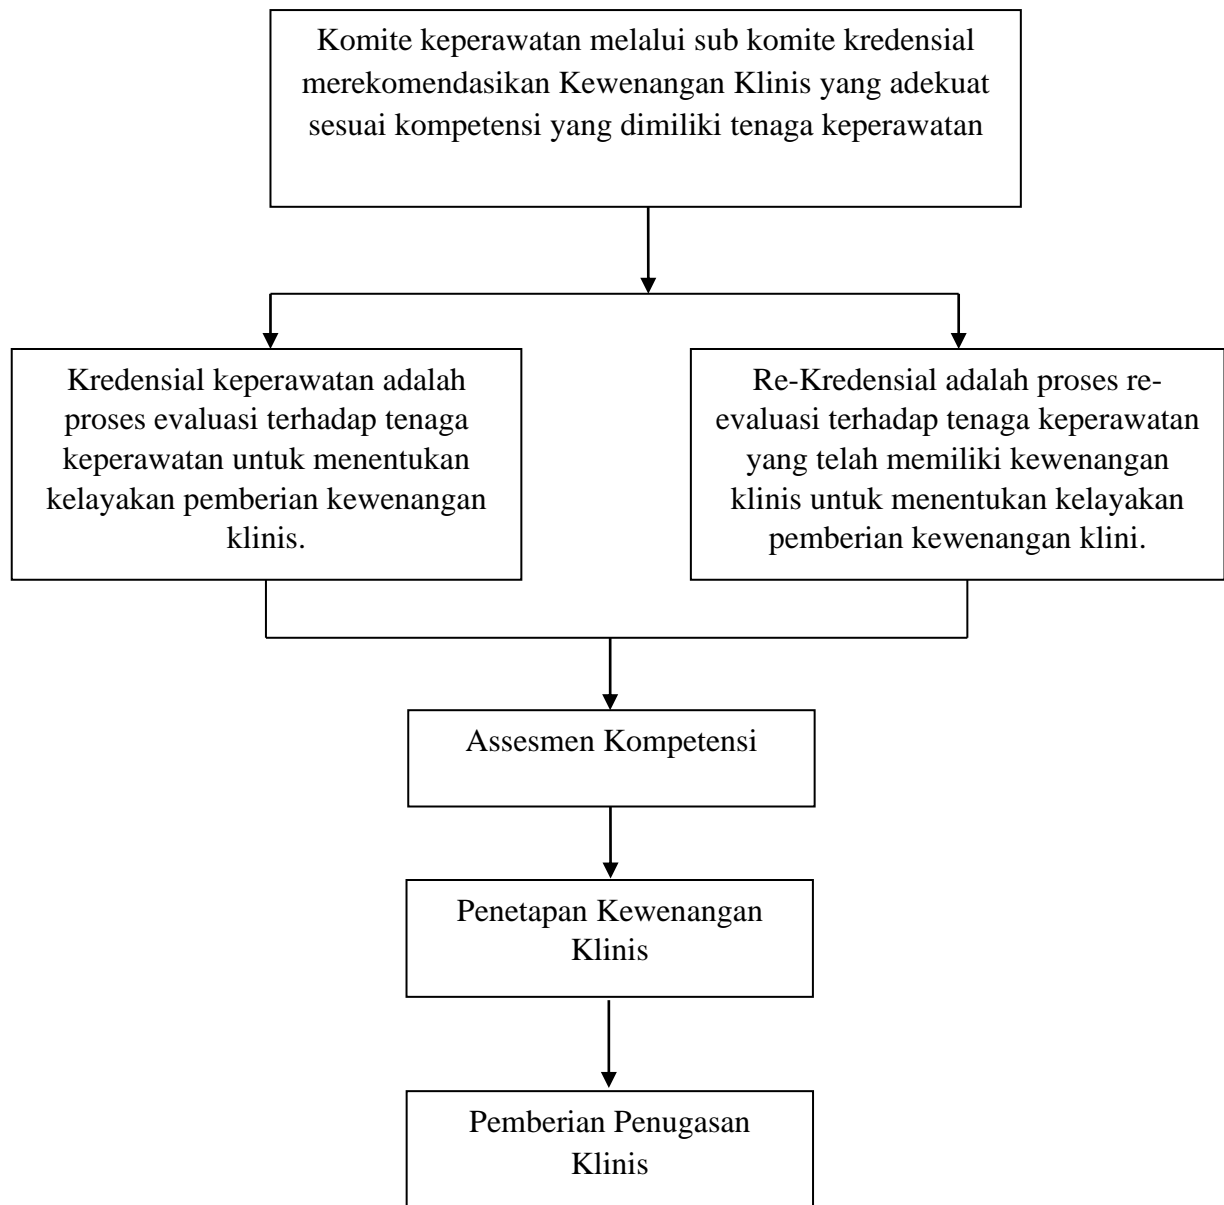 Komite keperawatan melalui sub komite kredensial
merekomendasikan Kewenangan Klinis yang adekuat
sesuai kompetensi yang dimiliki tenaga keperawatan
Kredensial keperawatan adalah
proses evaluasi terhadap tenaga
keperawatan untuk menentukan
kelayakan pemberian kewenangan
klinis.
Re-Kredensial adalah proses re-
evaluasi terhadap tenaga keperawatan
yang telah memiliki kewenangan
klinis untuk menentukan kelayakan
pemberian kewenangan klini.
Assesmen Kompetensi
Penetapan Kewenangan
Klinis
Pemberian Penugasan
Klinis